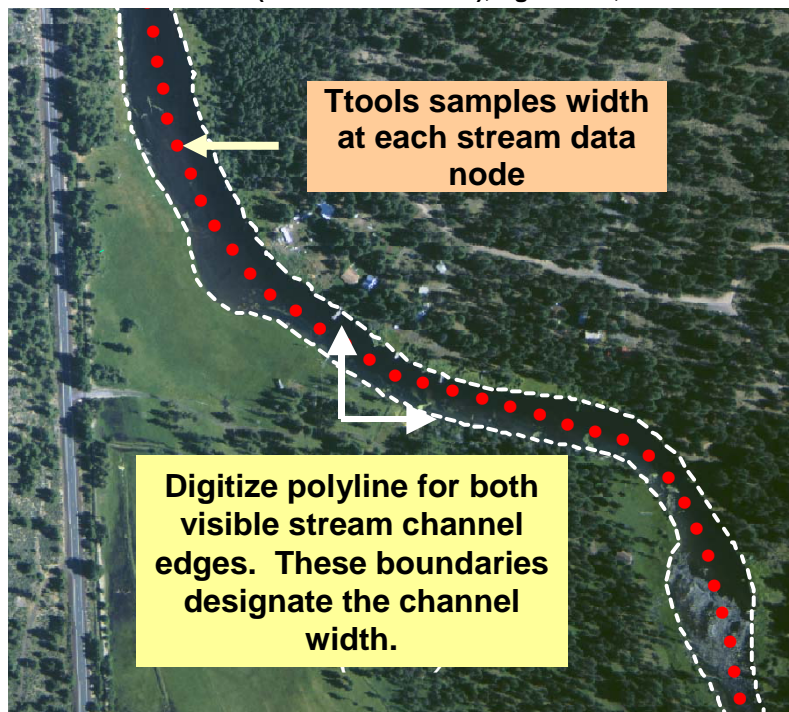 Ttools samples width
at each stream data
node
Digitize polyline for both
visible stream channel
edges.  These boundaries
designate the channel
width.